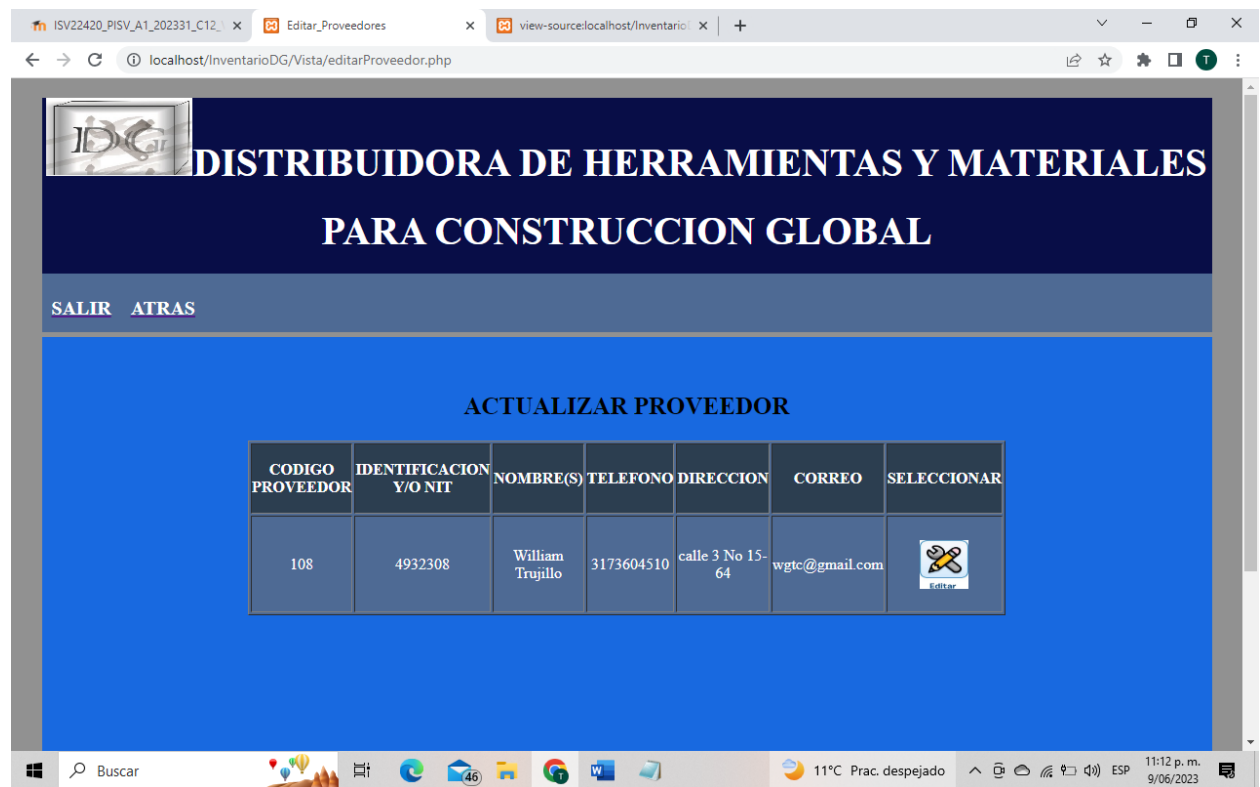 ISV22420_PISV_A1_202331_C12_
Editar_Proveedores
view-source:localhost/Inventario
localhost/InventarioDG/Vista/editarProveedor.php
T
DISTRIBUIDORA DE HERRAMIENTAS Y MATERIALES
PARA CONSTRUCCION GLOBAL
SALIR ATRAS
ACTUALIZAR PROVEEDOR
CODIGO PROVEEDOR IDENTIFICACION Y/O NIT NOMBRE(S) TELEFONO DIRECCION CORREO SELECCIONAR
108 4932308 William Trujillo 3173604510 calle 3 No 15-64 wgtc@gmail.com Editar
Buscar
46
11°C Prac. despejado
ESP
11:12 p. m.
9/06/2023